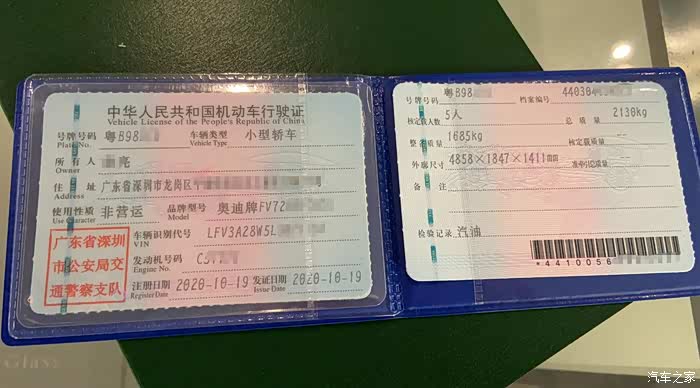 中华人民共和国机动车行驶证
Vehicle License of the People's Republic of China
号牌号码 粤B98 车辆类型 小型轿车
Plate No. Vehicle Type
所有人 亮
Owner
住址 广东省深圳市龙岗区
Address
使用性质 非营运 品牌型号 奥迪牌FV72
Use Character Model
广东省深圳
市公安局交
通警察支队
车辆识别代号 LFV3A28W5L
VIN
发动机号码
Engine No.
注册日期 2020-10-19 发证日期 2020-10-19
Register Date Issue Date
号牌号码 粤B98 档案编号 44030
核定载人数 5人 总质量 2130kg
整备质量 1685kg 核定载质量
外廓尺寸 4858×1847×1411mm 准牵引总质量
备注
检验记录 汽油
*4410056
Glass
汽车之家